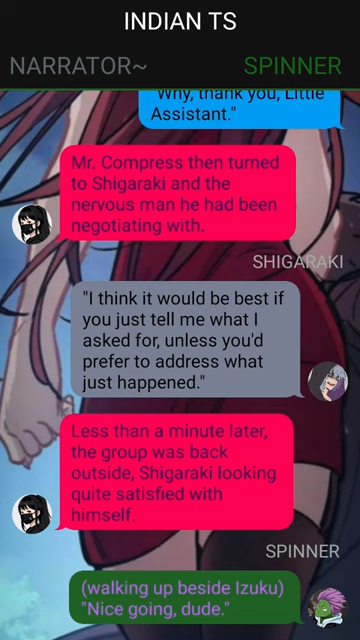 INDIAN TS
NARRATOR~ SPINNER
"Why, thank you, Little
Assistant."
Mr. Compress then turned
to Shigaraki and the
nervous man he had been
negotiating with.
SHIGARAKI
"I think it would be best if
you just tell me what I
asked for, unless you'd
prefer to address what
just happened."
Less than a minute later,
the group was back
outside, Shigaraki looking
quite satisfied with
himself.
SPINNER
(walking up beside Izuku)
"Nice going, dude."